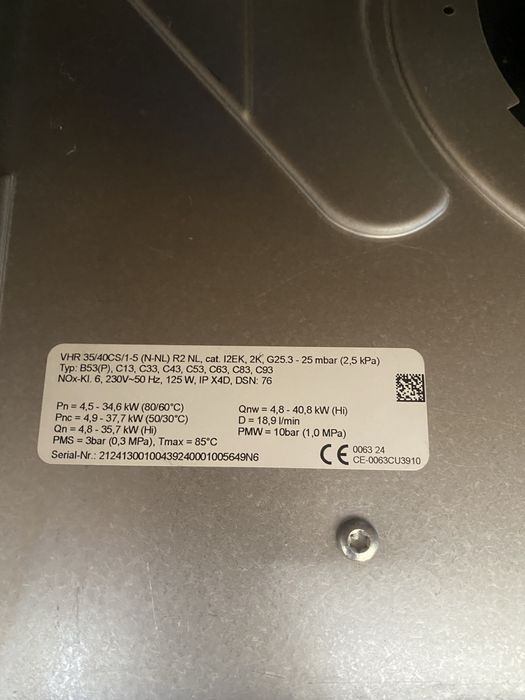 VHR 35/40CS/1-5 (N-NL) R2 NL, cat. I2EK, 2K, G25.3 - 25 mbar (2,5 kPa)
Typ: B53(P), C13, C33, C43, C53, C63, C83, C93
NOx-Kl. 6, 230V~50 Hz, 125 W, IP X4D, DSN: 76
Pn = 4,5 - 34,6 kW (80/60°C)
Pnc = 4,9 - 37,7 kW (50/30°C)
Qn = 4,8 - 35,7 kW (Hi)
PMS = 3bar (0,3 MPa), Tmax = 85°C
Qnw = 4,8 - 40,8 kW (Hi)
D = 18,9 l/min
PMW = 10bar (1,0 MPa)
Serial-Nr.: 21241300100439240001005649N6
CE 0063 24
CE-0063CU3910